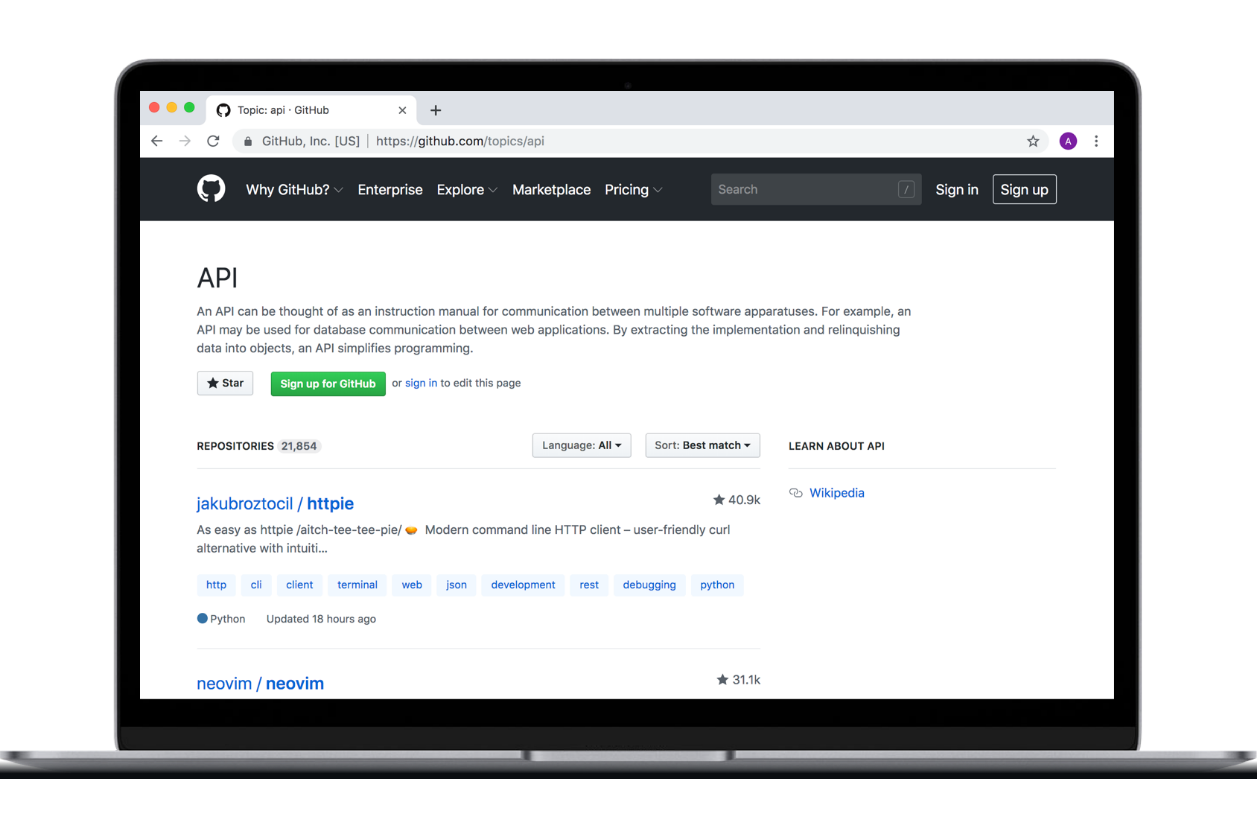 Topic: api · GitHub
GitHub, Inc. [US] | https://github.com/topics/api
A
Why GitHub? Enterprise Explore Marketplace Pricing Search / Sign in Sign up
API
An API can be thought of as an instruction manual for communication between multiple software apparatuses. For example, an
API may be used for database communication between web applications. By extracting the implementation and relinquishing
data into objects, an API simplifies programming.
Star Sign up for GitHub or sign in to edit this page
REPOSITORIES 21,854 Language: All Sort: Best match LEARN ABOUT API
jakubroztocil / httpie 40.9k Wikipedia
As easy as httpie /aitch-tee-tee-pie/ 🥧 Modern command line HTTP client – user-friendly curl
alternative with intuiti...
http cli client terminal web json development rest debugging python
Python Updated 18 hours ago
neovim / neovim 31.1k